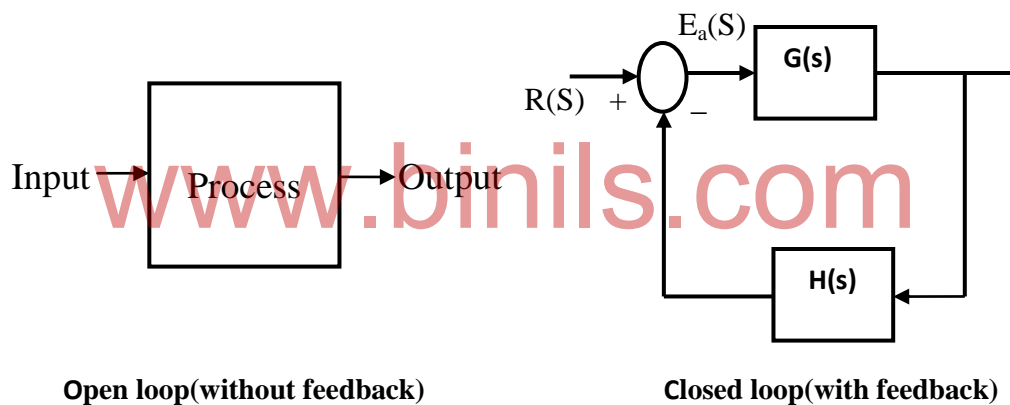 Eₐ(S)
G(s)
R(S) + −
Input Process Output
www.binils.com
H(s)
Open loop(without feedback)
Closed loop(with feedback)